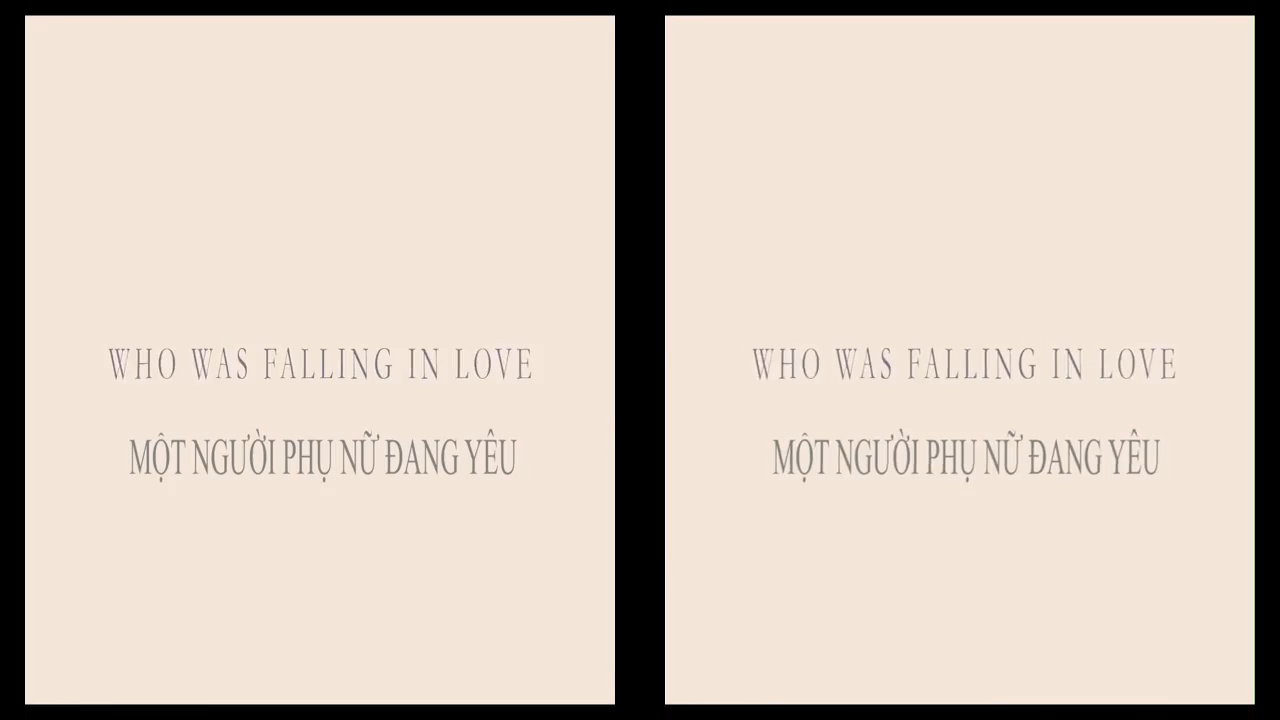 WHO WAS FALLING IN LOVE
MỘT NGƯỜI PHỤ NỮ ĐANG YÊU
WHO WAS FALLING IN LOVE
MỘT NGƯỜI PHỤ NỮ ĐANG YÊU